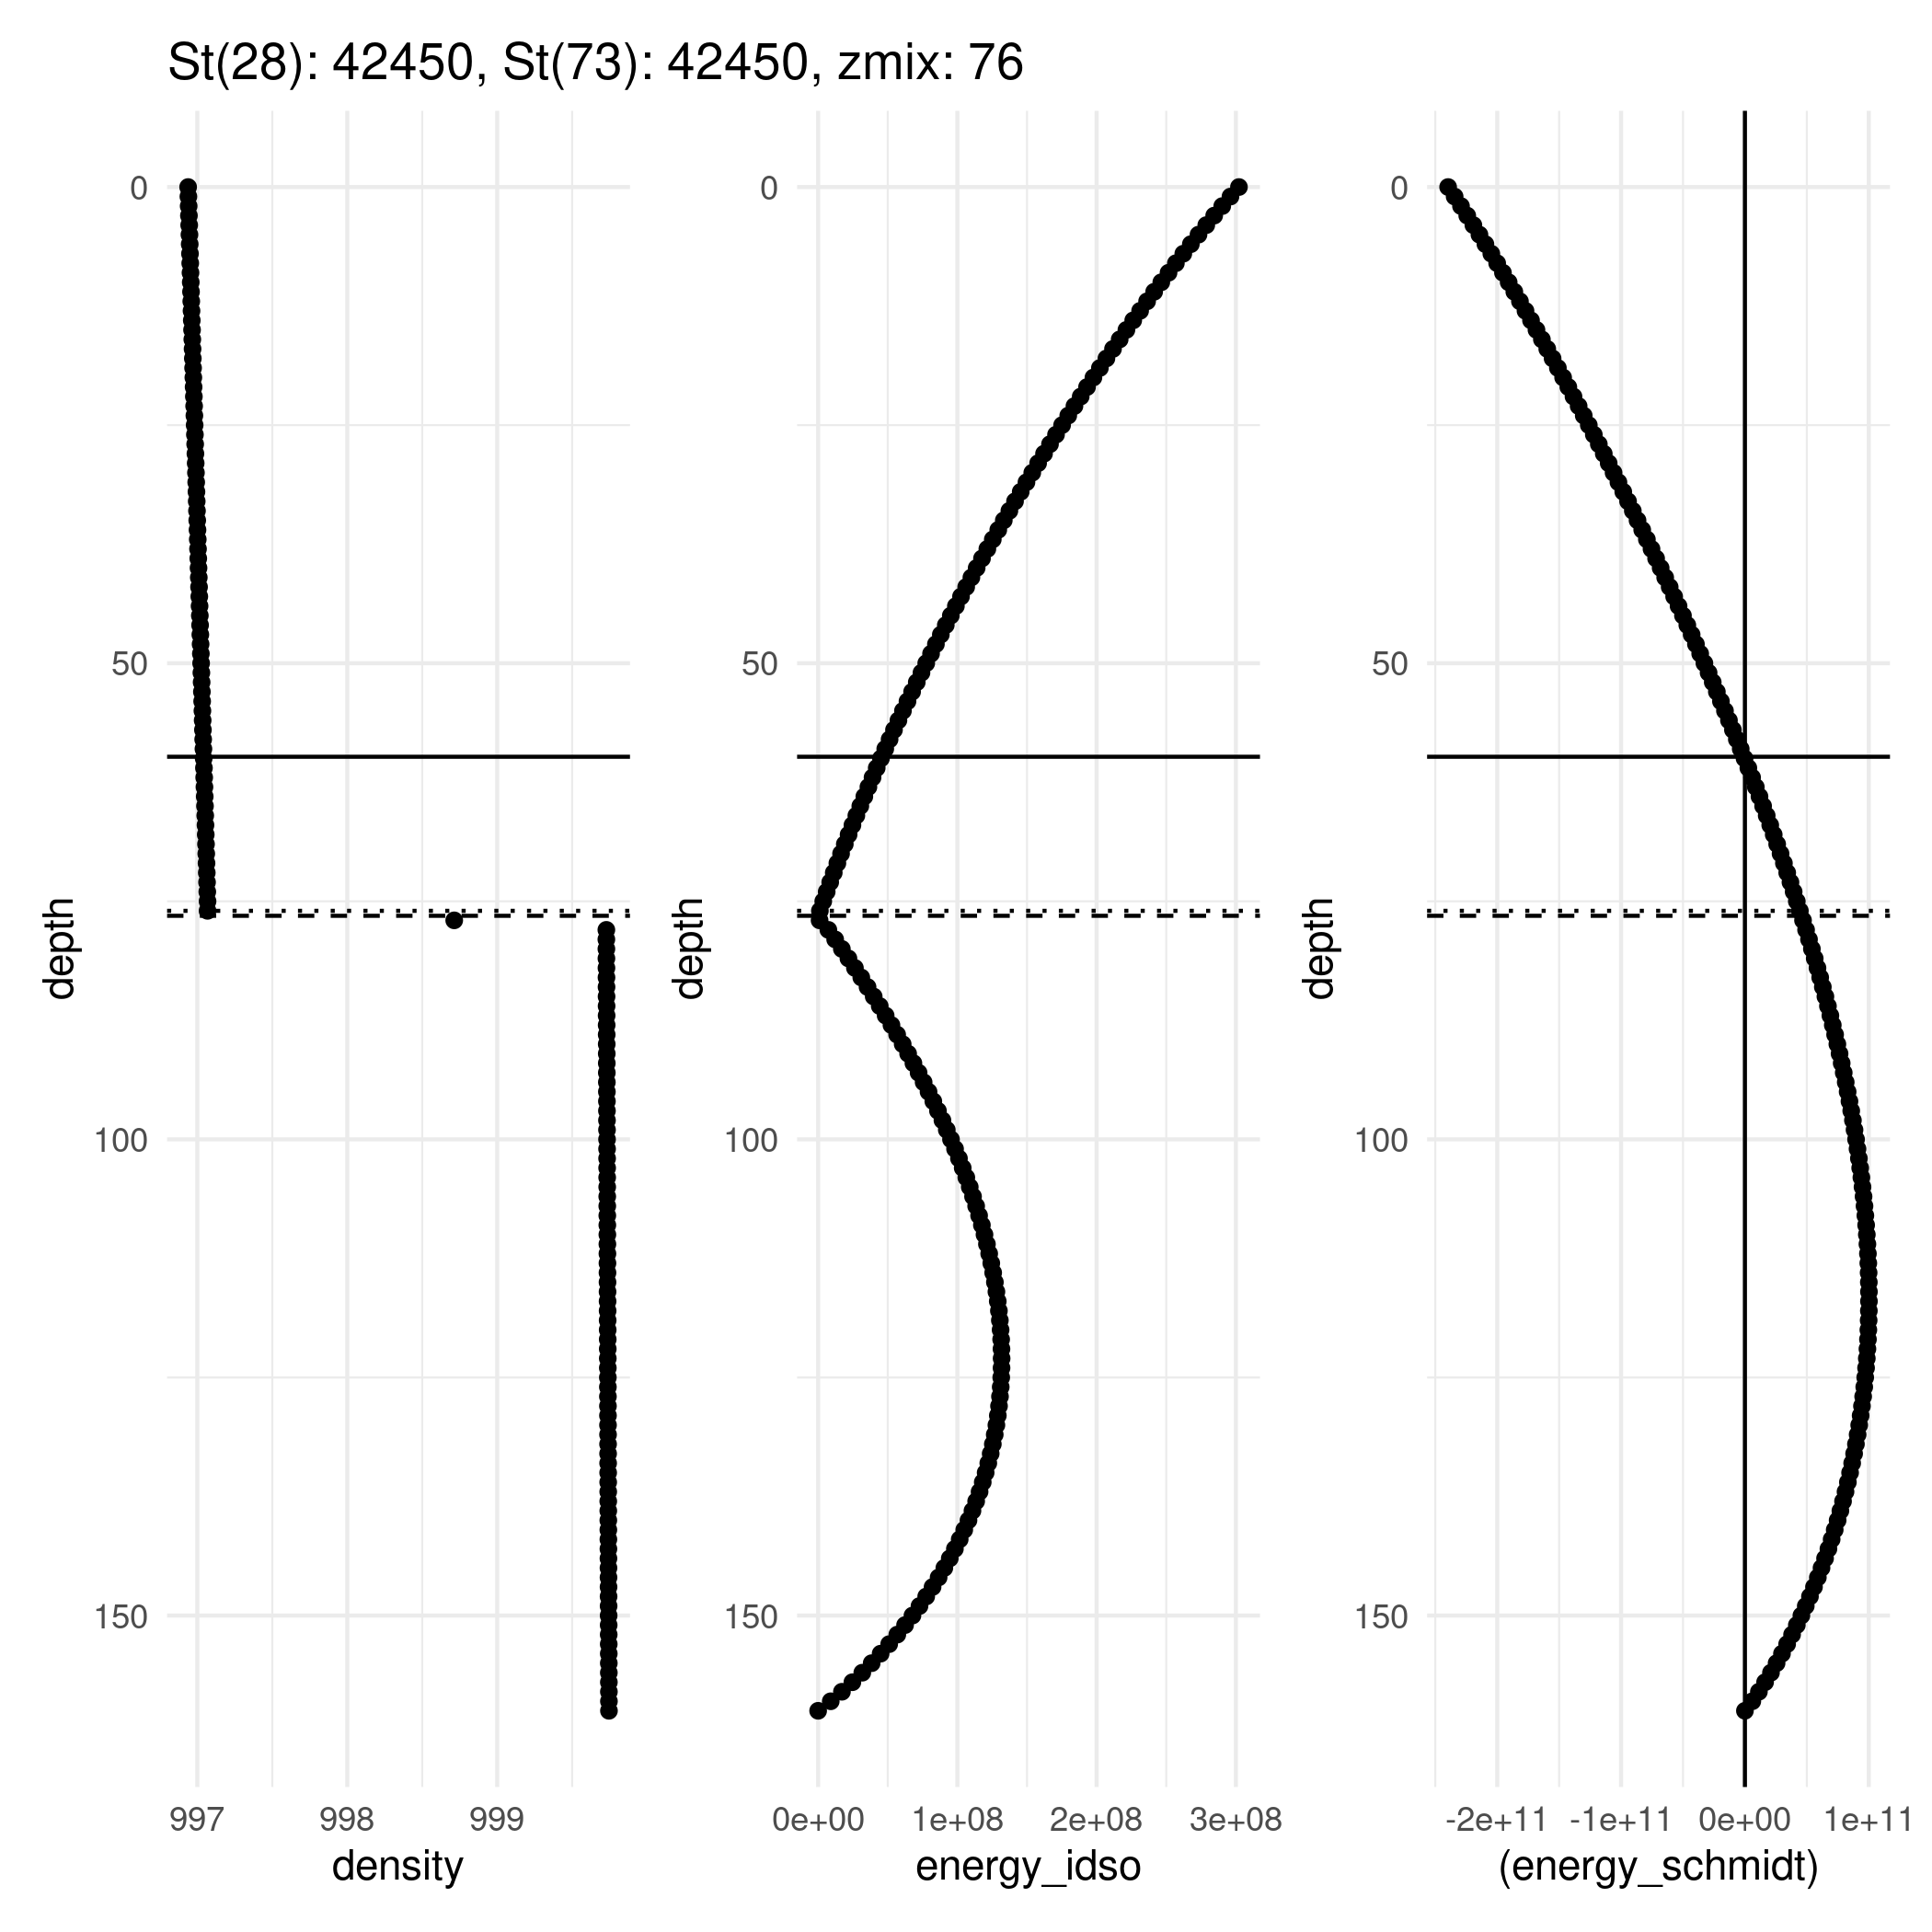 St(28): 42450, St(73): 42450, zmix: 76
0
50
100
150
depth
997
998
999
density
0
50
100
150
depth
0e+00
1e+08
2e+08
3e+08
energy_idso
0
50
100
150
depth
-2e+11
-1e+11
0e+00
1e+11
(energy_schmidt)